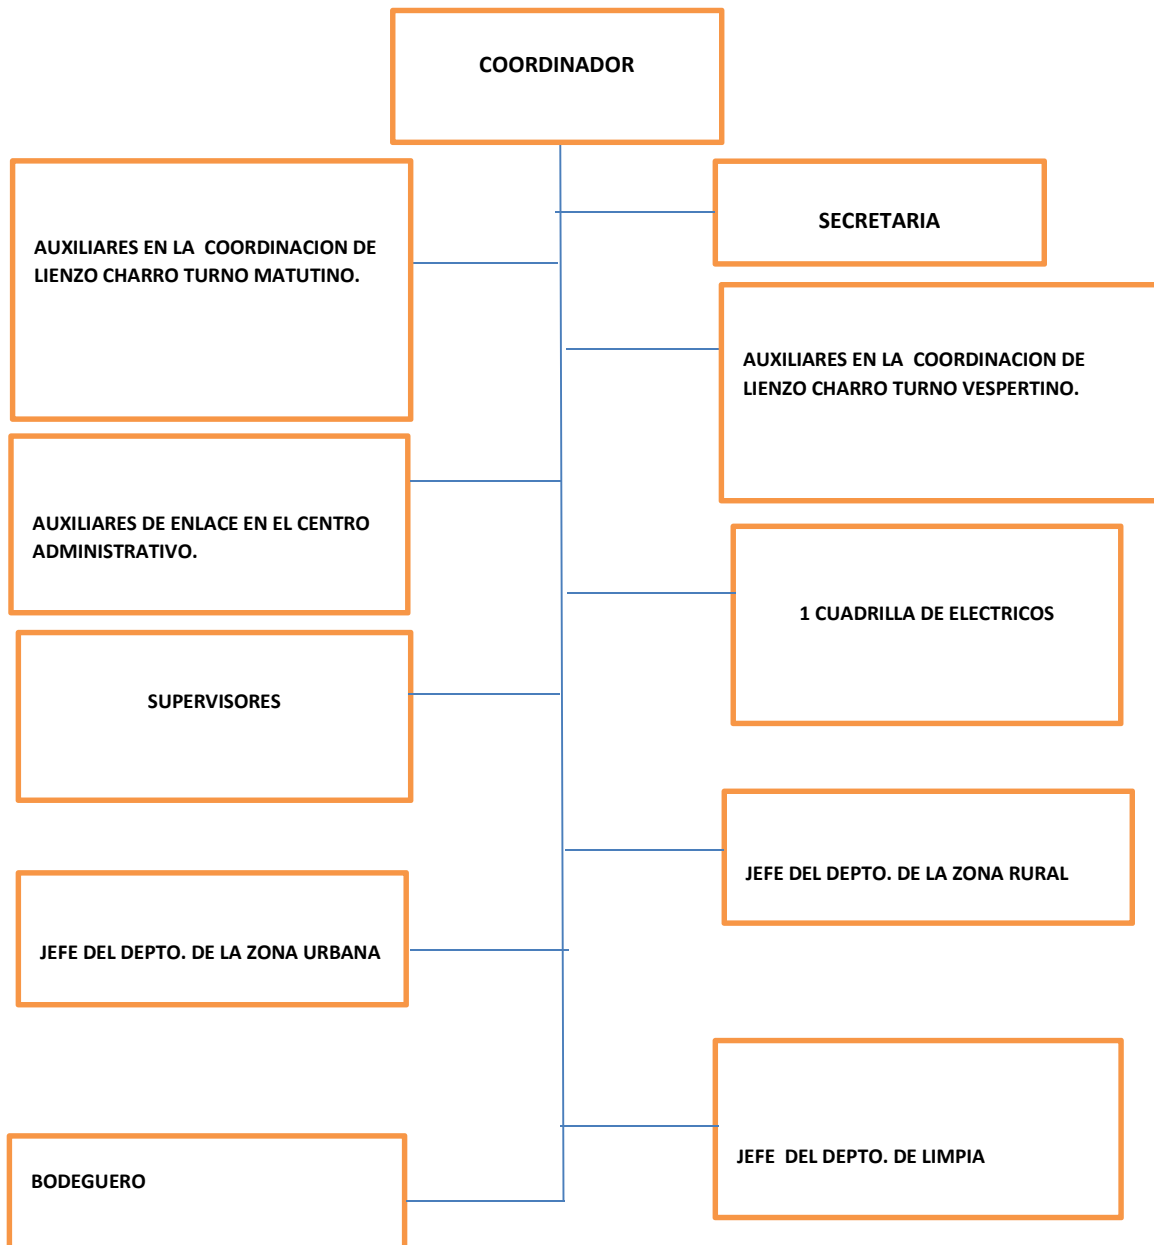 COORDINADOR
SECRETARIA
AUXILIARES EN LA  COORDINACION DE
LIENZO CHARRO TURNO MATUTINO.
AUXILIARES EN LA  COORDINACION DE
LIENZO CHARRO TURNO VESPERTINO.
AUXILIARES DE ENLACE EN EL CENTRO
ADMINISTRATIVO.
1 CUADRILLA DE ELECTRICOS
SUPERVISORES
JEFE DEL DEPTO. DE LA ZONA RURAL
JEFE DEL DEPTO. DE LA ZONA URBANA
JEFE  DEL DEPTO. DE LIMPIA
BODEGUERO